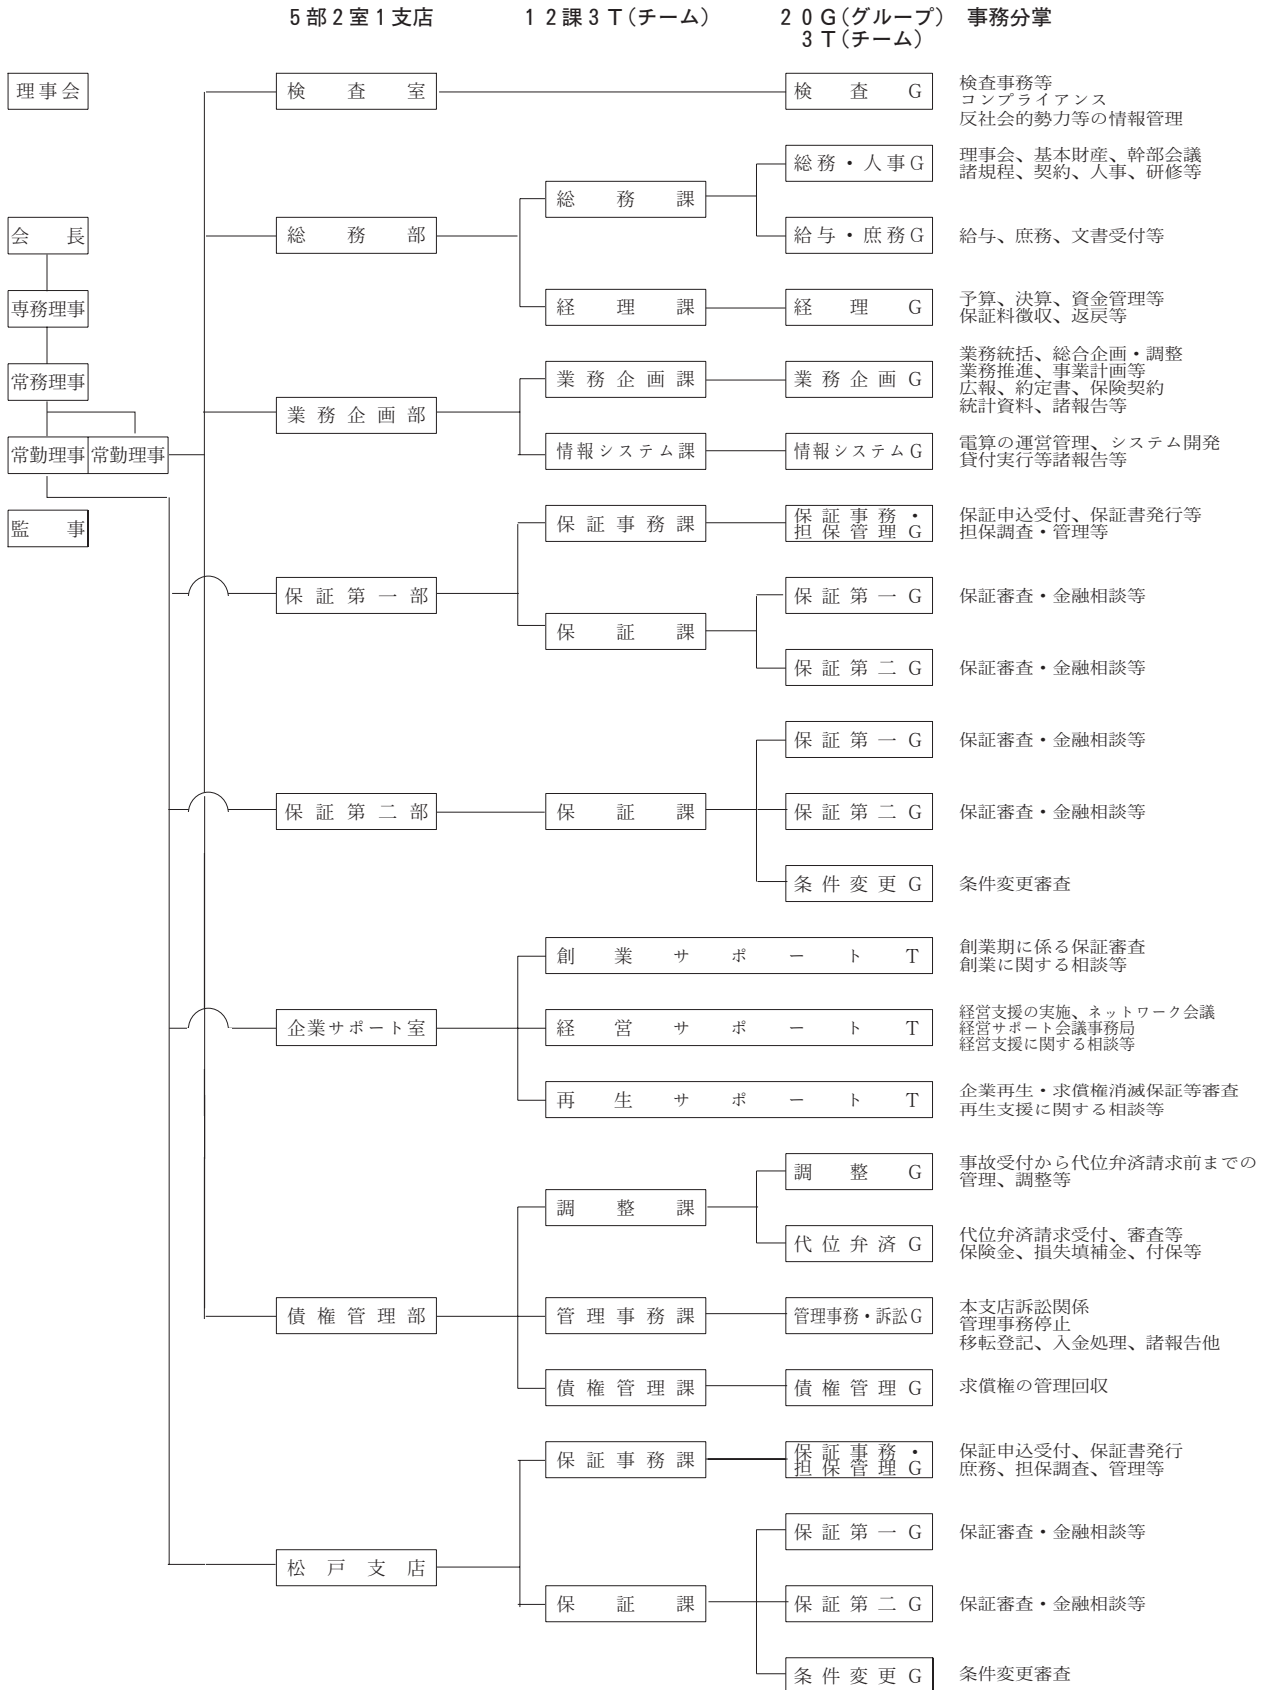 5部2室1支店　12課3T(チーム)　20G(グループ)　事務分掌
3T(チーム)
理事会
会長
専務理事
常務理事
常勤理事　常勤理事
監事
検査室
検査G
検査事務等
コンプライアンス
反社会的勢力等の情報管理
総務部
総務課
総務・人事G
理事会、基本財産、幹部会議
諸規程、契約、人事、研修等
給与・庶務G
給与、庶務、文書受付等
経理課
経理G
予算、決算、資金管理等
保証料徴収、返戻等
業務企画部
業務企画課
業務企画G
業務統括、総合企画・調整
業務推進、事業計画等
広報、約定書、保険契約
統計資料、諸報告等
情報システム課
情報システムG
電算の運営管理、システム開発
貸付実行等諸報告等
保証第一部
保証事務課
保証事務・
担保管理G
保証申込受付、保証書発行等
担保調査・管理等
保証課
保証第一G
保証審査・金融相談等
保証第二G
保証審査・金融相談等
保証第二部
保証課
保証第一G
保証審査・金融相談等
保証第二G
保証審査・金融相談等
条件変更G
条件変更審査
企業サポート室
創業サポートT
創業期に係る保証審査
創業に関する相談等
経営サポートT
経営支援の実施、ネットワーク会議
経営サポート会議事務局
経営支援に関する相談等
再生サポートT
企業再生・求償権消滅保証等審査
再生支援に関する相談等
債権管理部
調整課
調整G
事故受付から代位弁済請求前までの
管理、調整等
代位弁済G
代位弁済請求受付、審査等
保険金、損失填補金、付保等
管理事務課
管理事務・訴訟G
本支店訴訟関係
管理事務停止
移転登記、入金処理、諸報告他
債権管理課
債権管理G
求償権の管理回収
松戸支店
保証事務課
保証事務・
担保管理G
保証申込受付、保証書発行
庶務、担保調査、管理等
保証課
保証第一G
保証審査・金融相談等
保証第二G
保証審査・金融相談等
条件変更G
条件変更審査